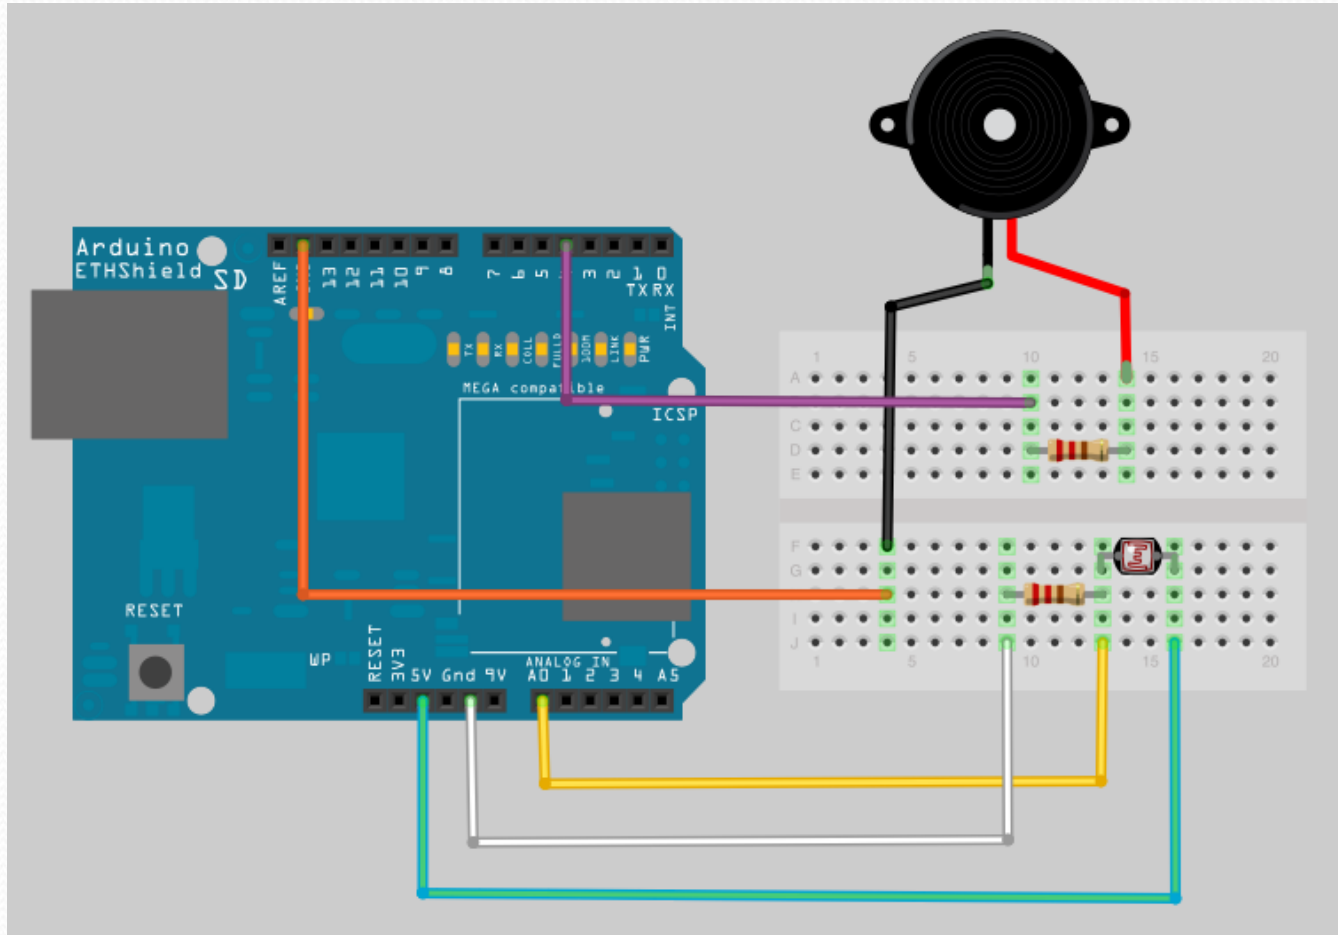 Arduino
ETHShield
SD
AREF
13
12
11
10
9
8
7
6
5
3
2
1
0
TX RX
INT
TX
RX
COLL
100M
LINK
PWR
MEGA compatible
ICSP
RESET
WP
RESET
3V3
5V Gnd 9V
ANALOG IN
A0 1 2 3 4 A5
1 5 10 15 20
A
C
D
E
F
G
I
J
1 5 10 15 20